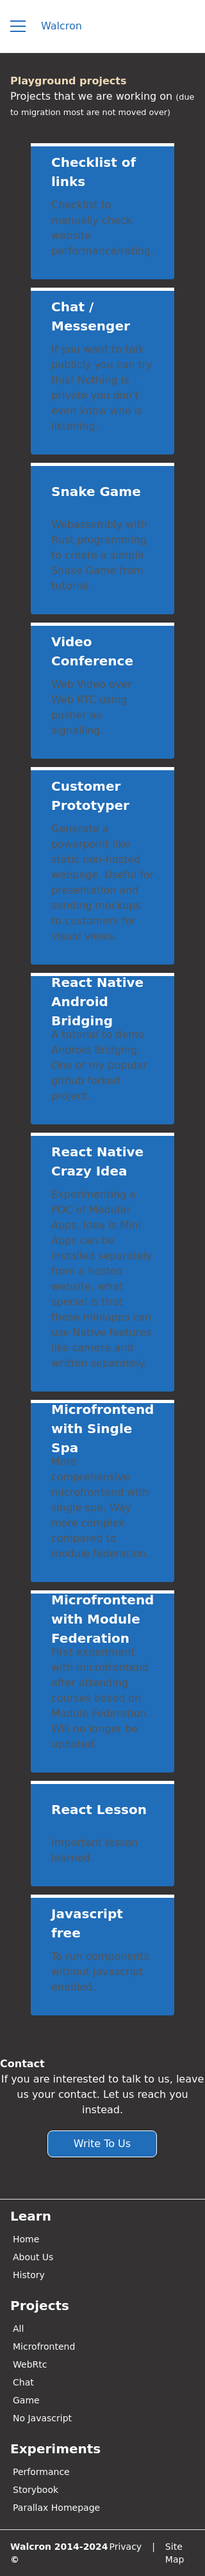 Walcron
Playground projects
Projects that we are working on (due
to migration most are not moved over)
Checklist of
links
Checklist to
manually check
website
performance/rating
Chat /
Messenger
If you want to talk
publicly you can try
this! Nothing is
private you don't
even know who is
listening
Snake Game
Webassembly with
Rust programming
to create a simple
Snake Game from
tutorial
Video
Conference
Web Video over
Web RTC using
pusher as
signalling.
Customer
Prototyper
Generate a
powerpoint like
static non-hosted
webpage. Useful for
presentation and
sending mockups
to customers for
visual views.
React Native
Android
Bridging
A tutorial to demo
Android Bridging.
One of my popular
github forked
project
React Native
Crazy Idea
Experimenting a
POC of Modular
Apps. Idea is Mini
Apps can be
installed separately
from a hosted
website, what
special is that
those miniapps can
use Native features
like camera and
written separately.
Microfrontend
with Single
Spa
More
comprehensive
microfrontend with
single spa. Way
more complex
compared to
module federation.
Microfrontend
with Module
Federation
First experiment
with microfrontend
after attending
courses based on
Module Federation.
Will no longer be
updated.
React Lesson
Important lesson
learned
Javascript
free
To run components
without Javascript
enabled.
Contact
If you are interested to talk to us, leave
us your contact. Let us reach you
instead.
Write To Us
Learn
Home
About Us
History
Projects
All
Microfrontend
WebRtc
Chat
Game
No Javascript
Experiments
Performance
Storybook
Parallax Homepage
Walcron 2014-2024 © Privacy | Site Map